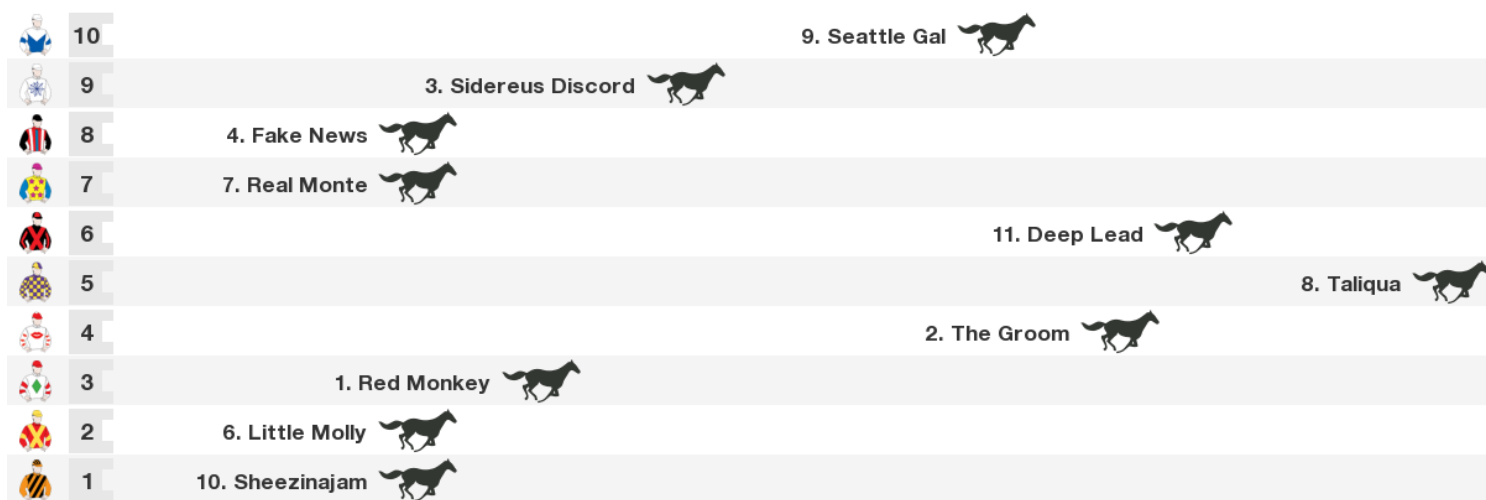 10 9. Seattle Gal
9 3. Sidereus Discord
8 4. Fake News
7 7. Real Monte
6 11. Deep Lead
5 8. Taliqua
4 2. The Groom
3 1. Red Monkey
2 6. Little Molly
1 10. Sheezinajam